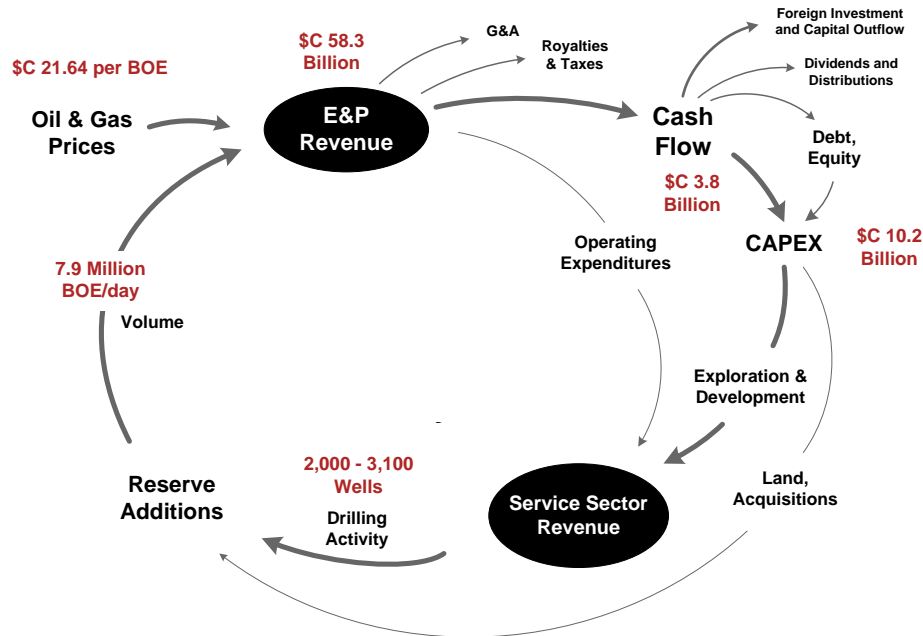 Foreign Investment
and Capital Outflow
G&A
$C 58.3
Billion
Royalties
& Taxes
$C 21.64 per BOE
Dividends and
Distributions
Oil & Gas
Prices
E&P
Revenue
Cash
Flow
Debt,
Equity
$C 3.8
Billion
CAPEX
$C 10.2
Billion
Operating
Expenditures
7.9 Million
BOE/day
Volume
Exploration &
Development
2,000 - 3,100
Wells
Reserve
Additions
Drilling
Activity
Service Sector
Revenue
Land,
Acquisitions